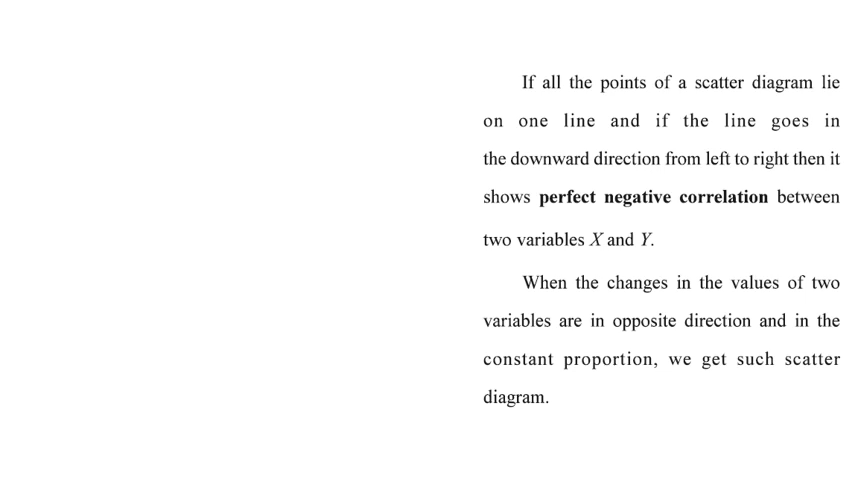 If all the points of a scatter diagram lie
on one line and if the line goes in
the downward direction from left to right then it
shows perfect negative correlation between
two variables X and Y.
When the changes in the values of two
variables are in opposite direction and in the
constant proportion, we get such scatter
diagram.